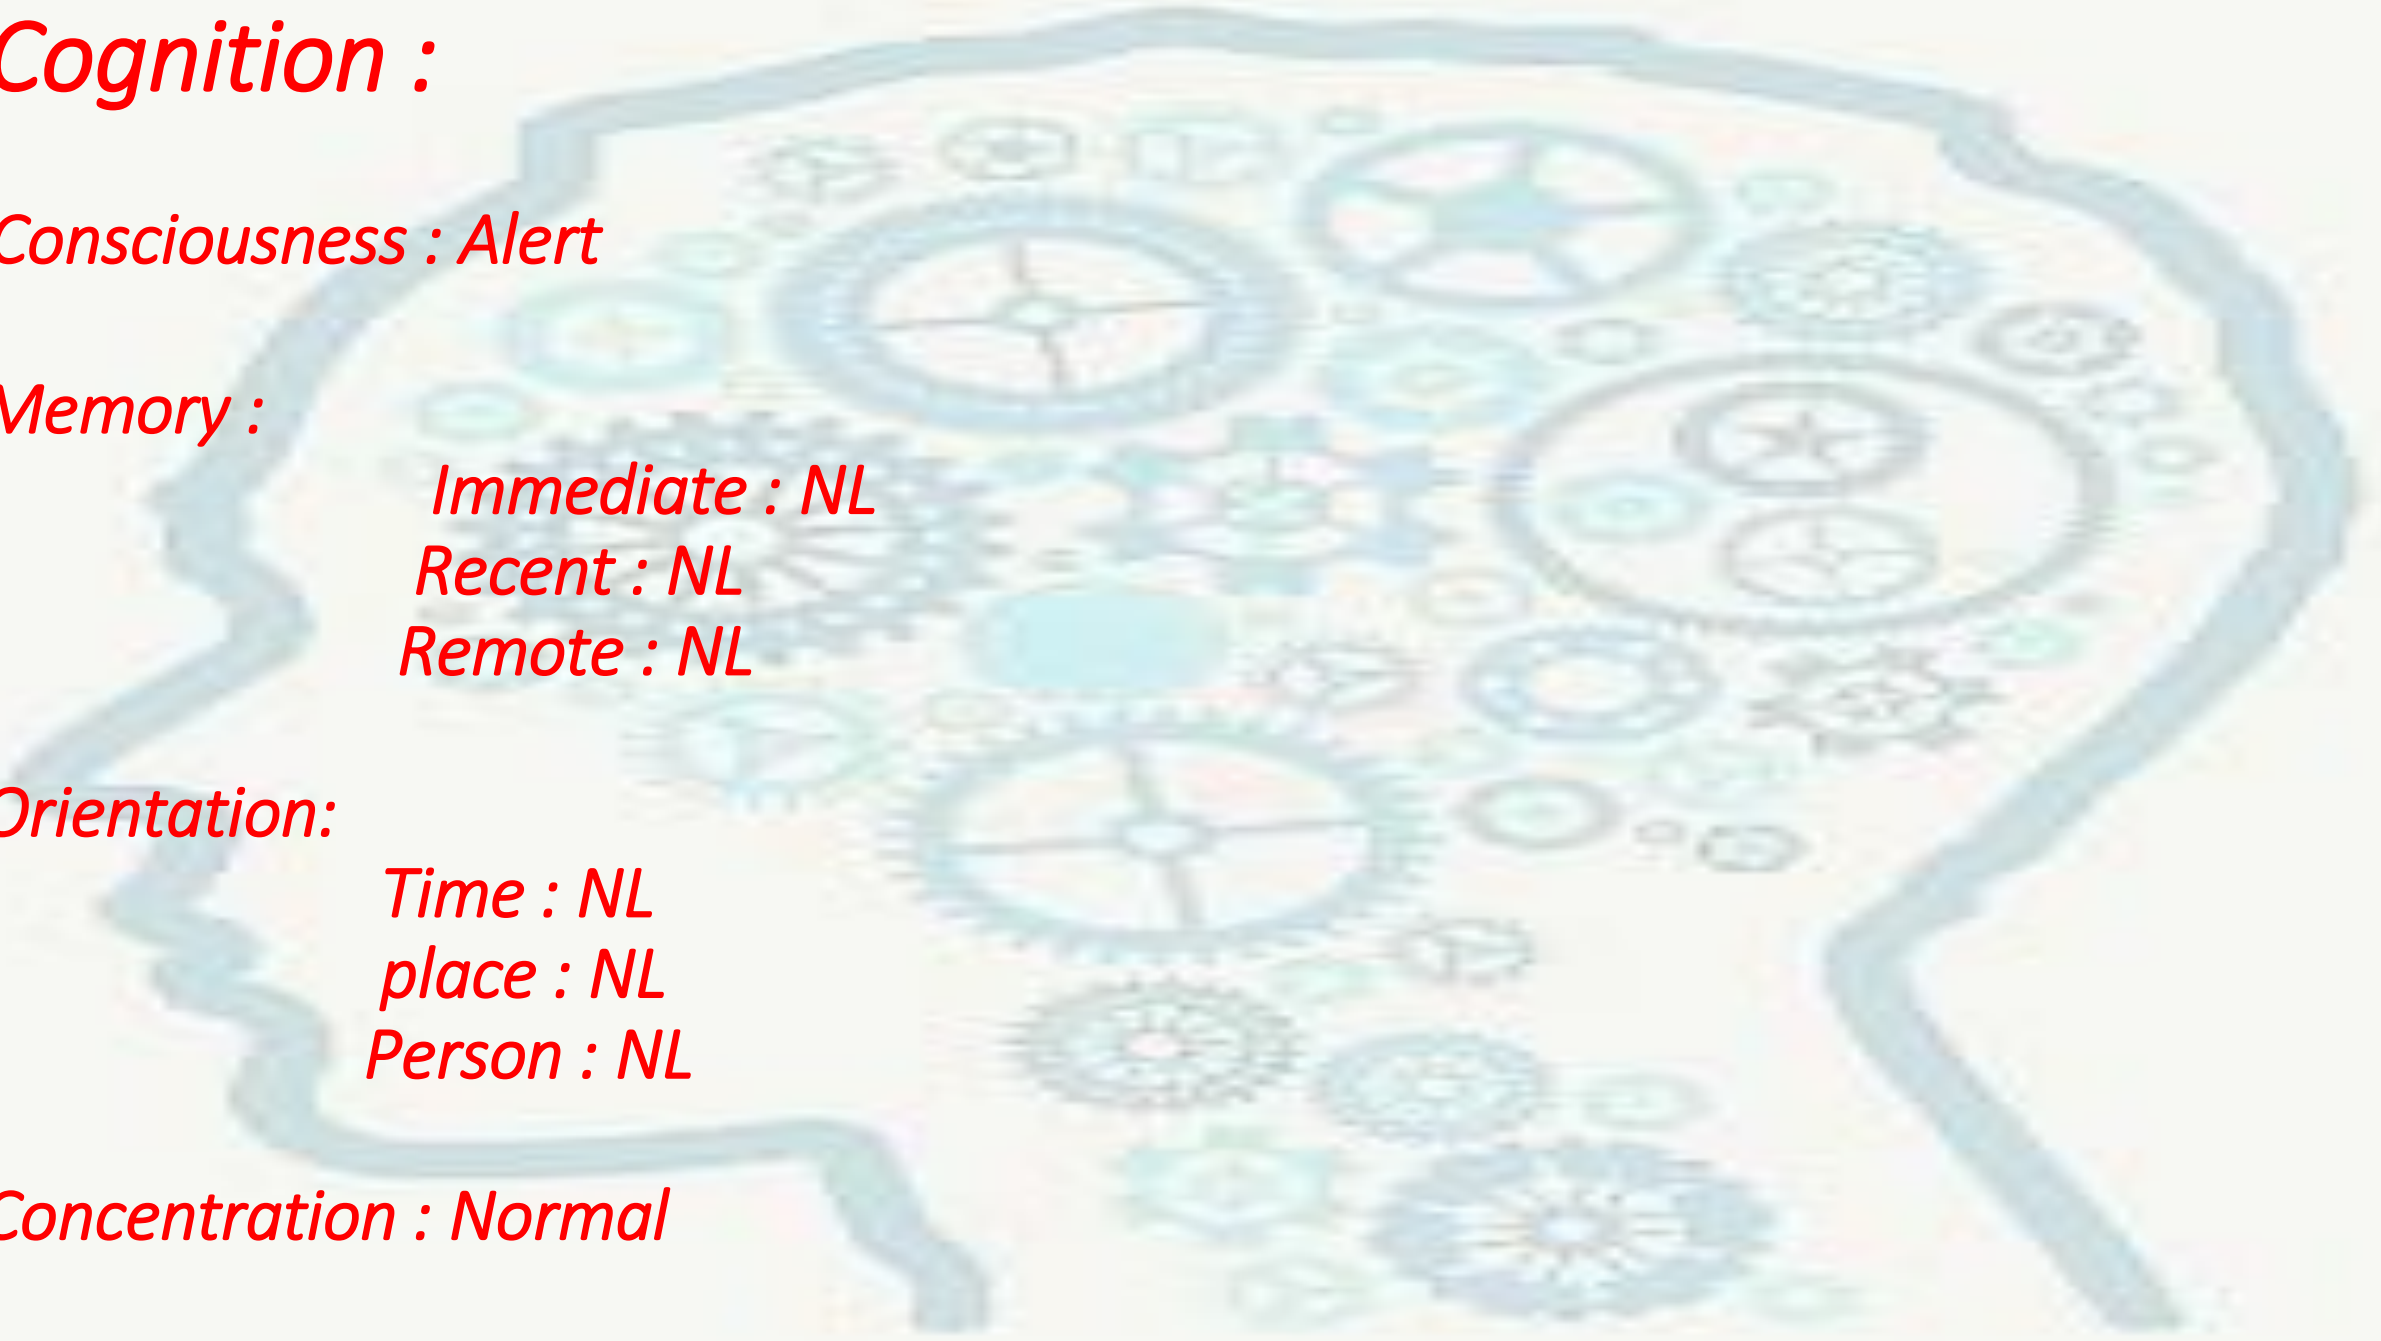 Cognition :
Consciousness : Alert
Memory :
Immediate : NL
Recent : NL
Remote : NL
Orientation:
Time : NL
place : NL
Person : NL
Concentration : Normal